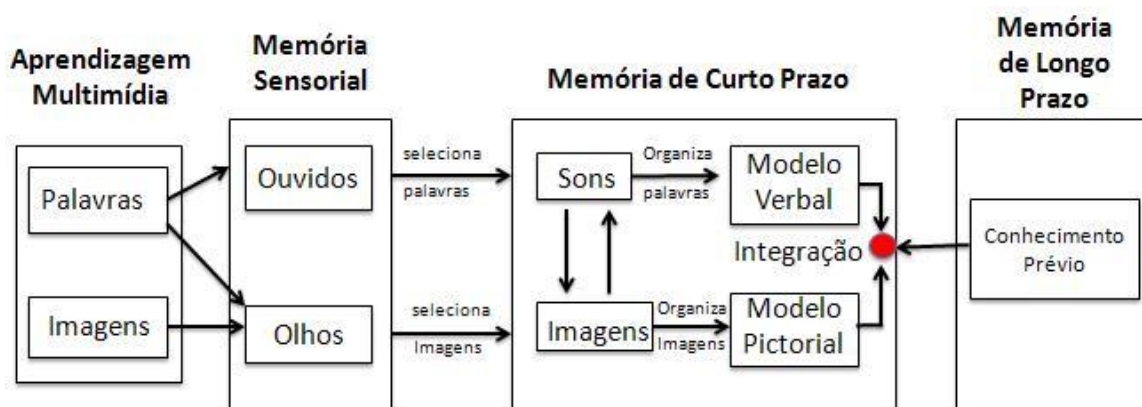 Aprendizagem
Multimídia
Memória
Sensorial
Memória de Curto Prazo
Memória
de Longo
Prazo
Palavras
Imagens
Ouvidos
Olhos
seleciona
palavras
seleciona
Imagens
Sons
Imagens
Organiza
palavras
Organiza
Imagens
Modelo
Verbal
Integração
Modelo
Pictorial
Conhecimento
Prévio